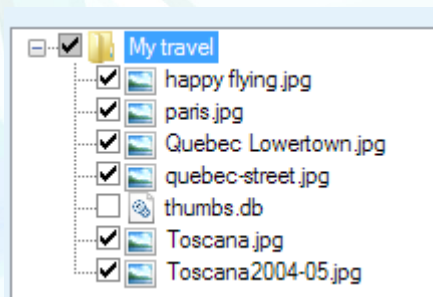 My travel
happy flying.jpg
paris.jpg
Quebec Lowertown.jpg
quebec-street.jpg
thumbs.db
Toscana.jpg
Toscana2004-05.jpg